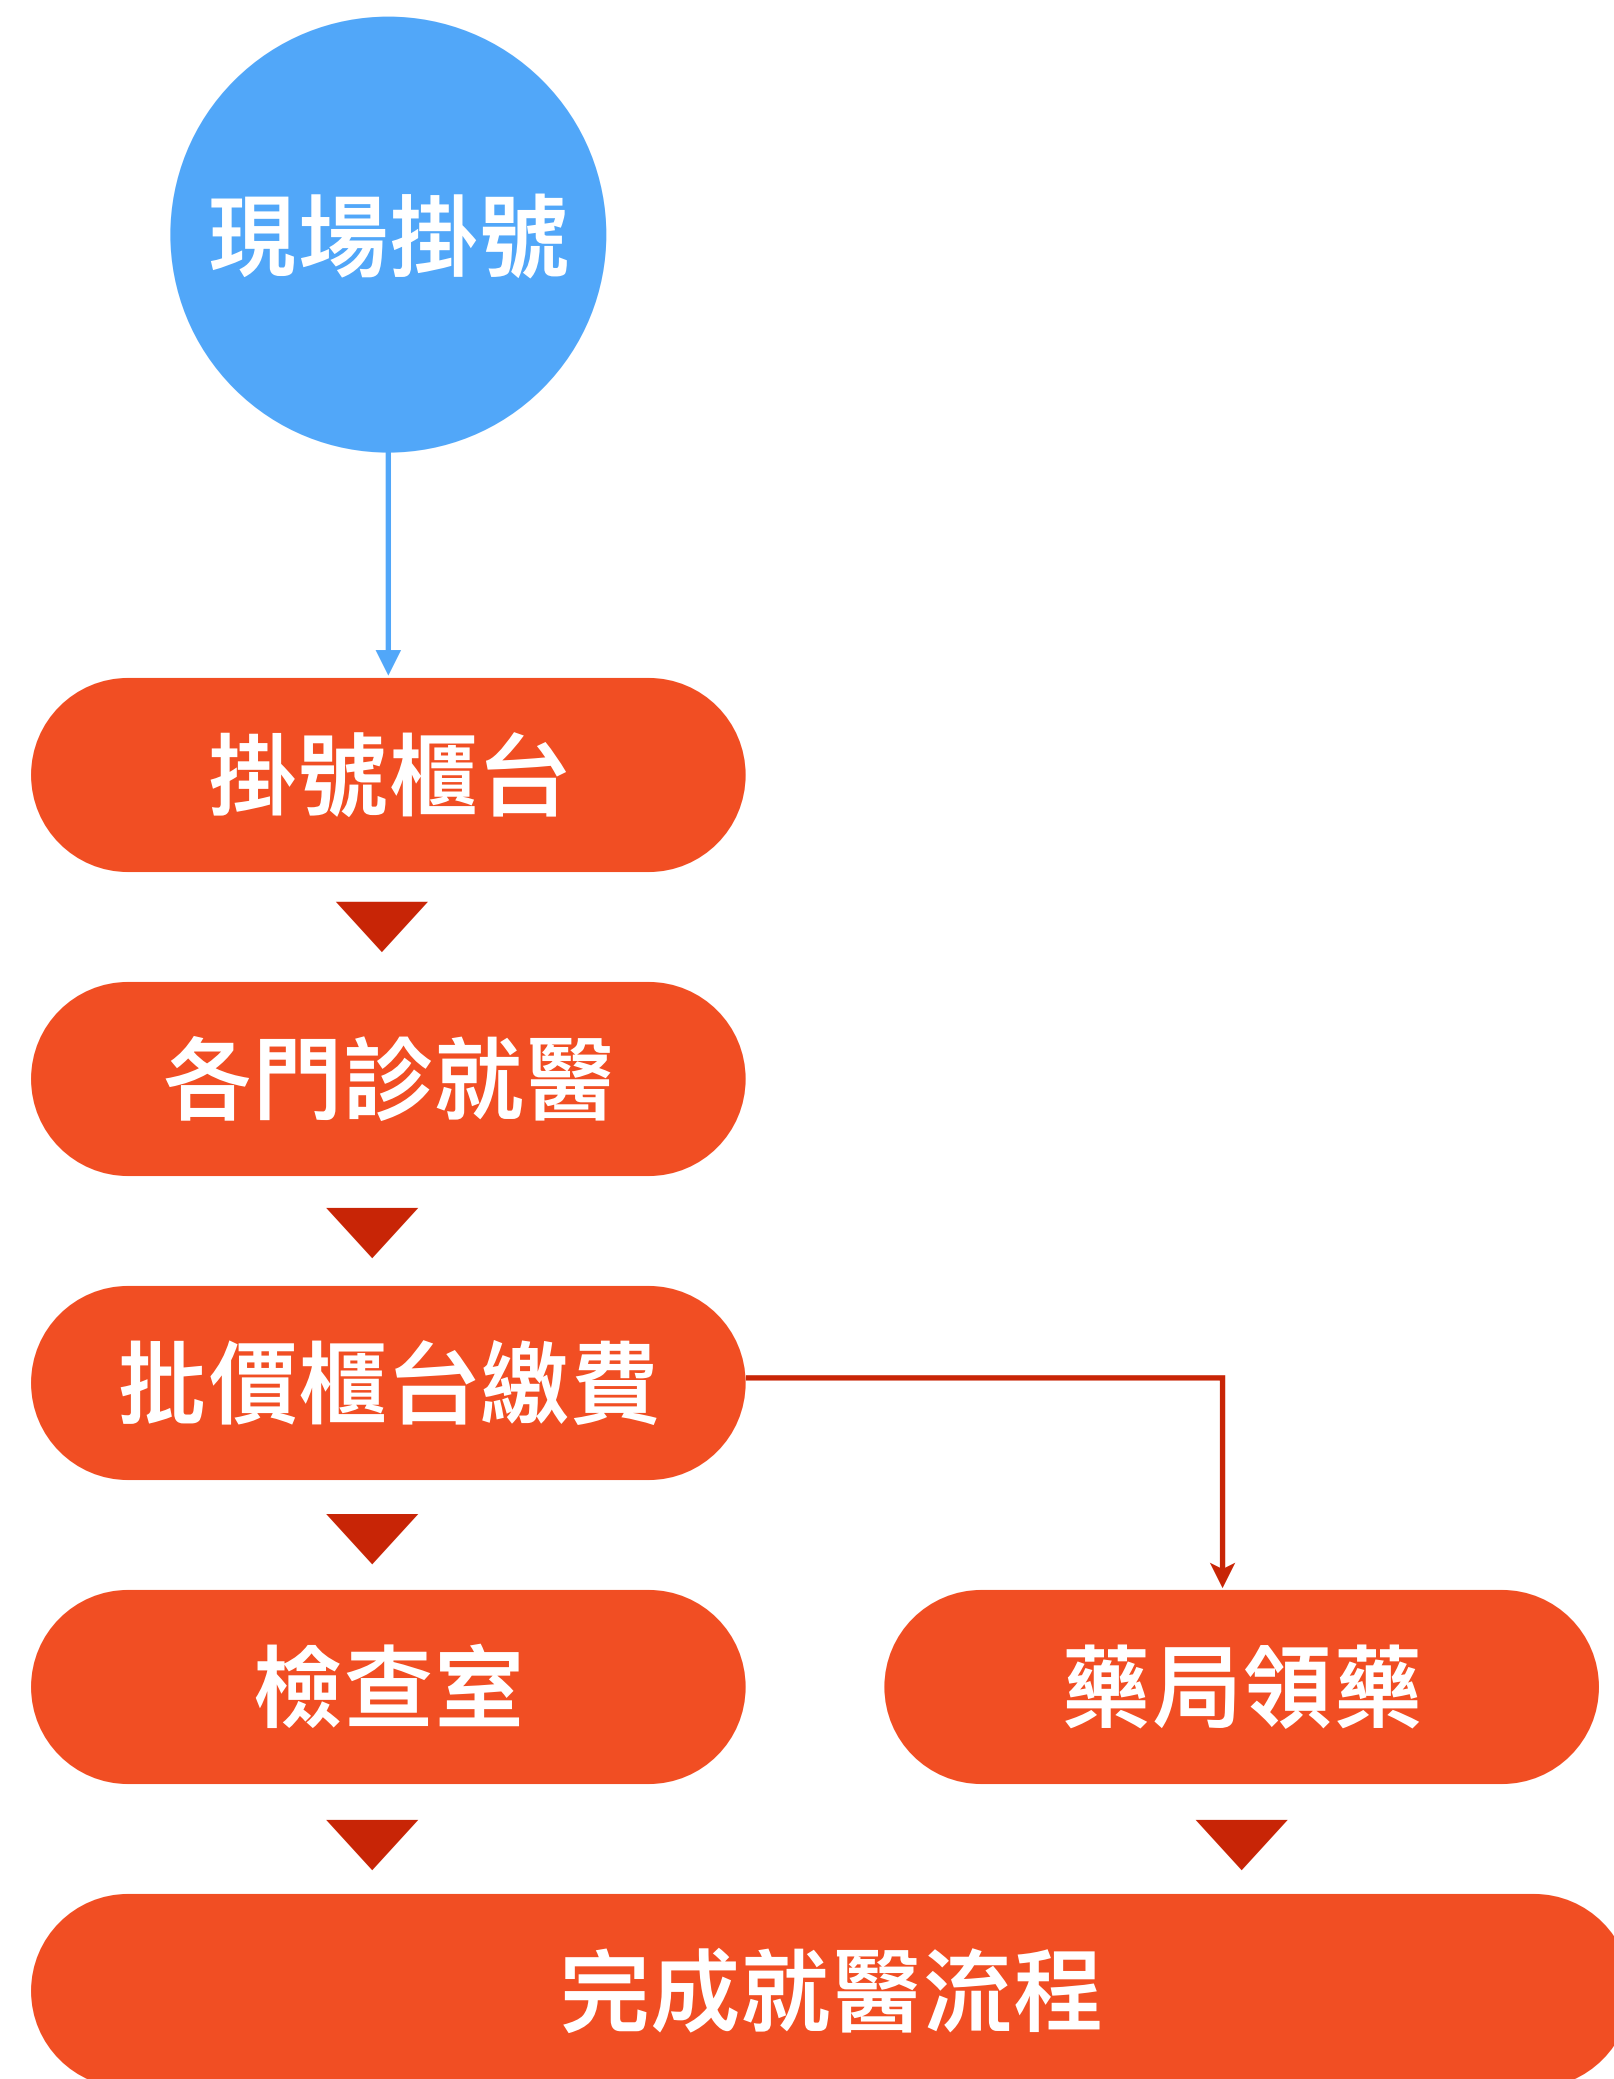 現場掛號
掛號櫃台
各門診就醫
批價櫃台繳費
檢查室
藥局領藥
完成就醫流程